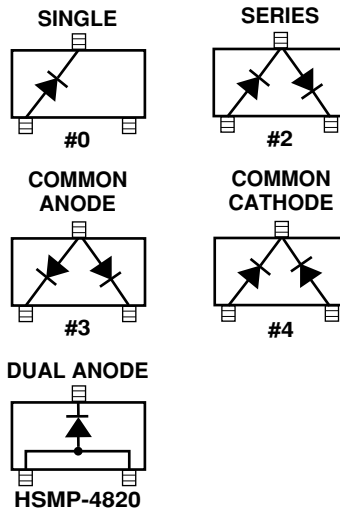 SINGLE
SERIES
#0
#2
COMMON
ANODE
COMMON
CATHODE
#3
#4
DUAL ANODE
HSMP-4820